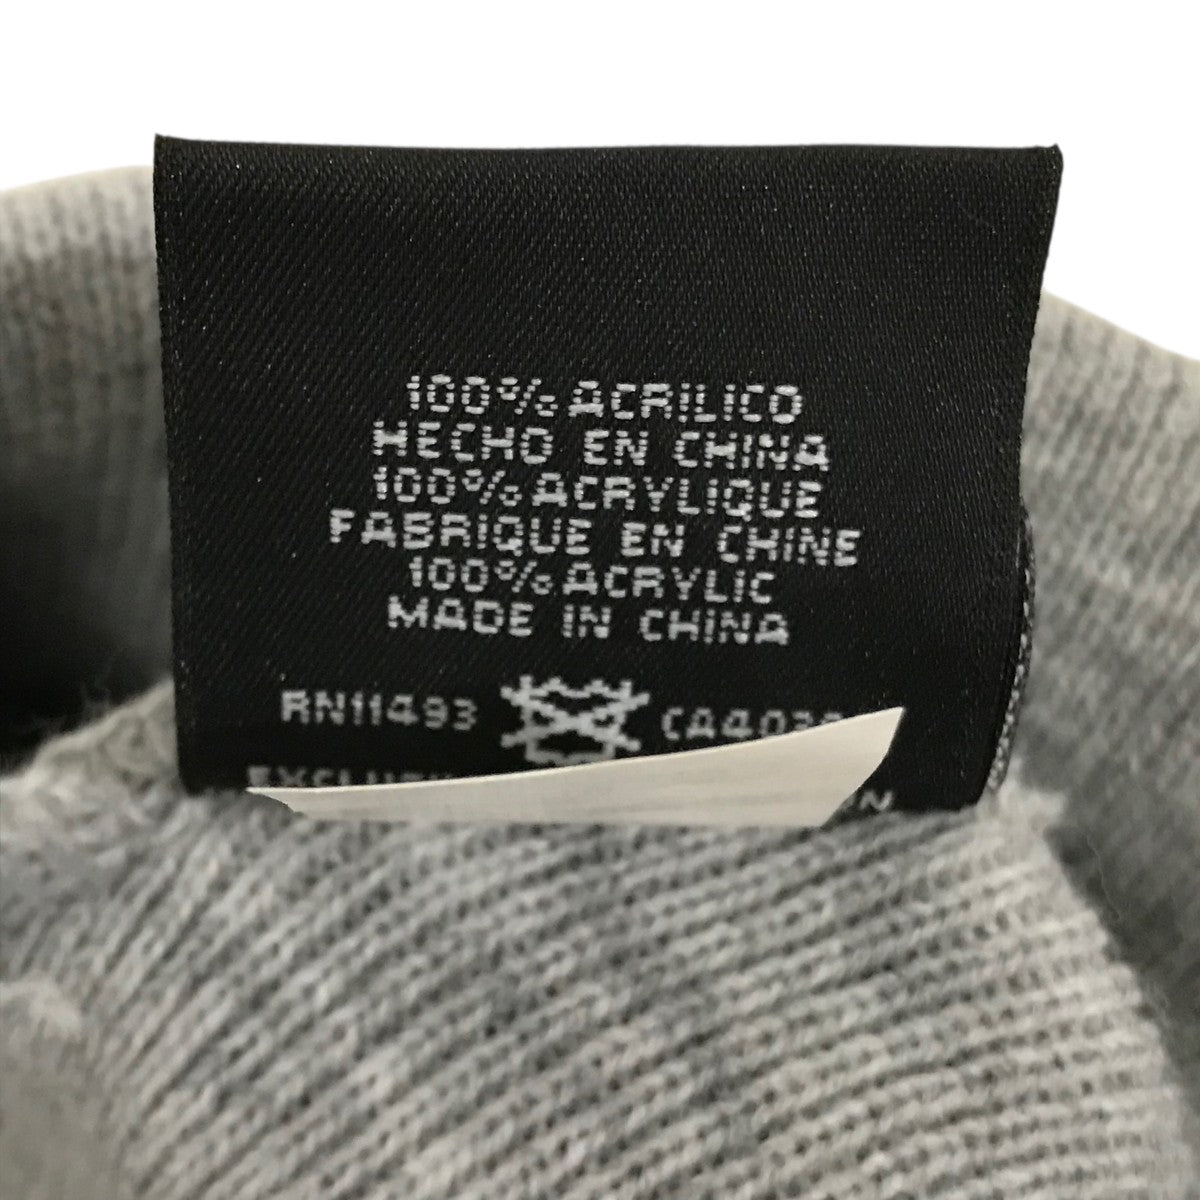 100% ACRILICO
HECHO EN CHINA
100% ACRYLIQUE
FABRIQUE EN CHINE
100% ACRYLIC
MADE IN CHINA
RN11493